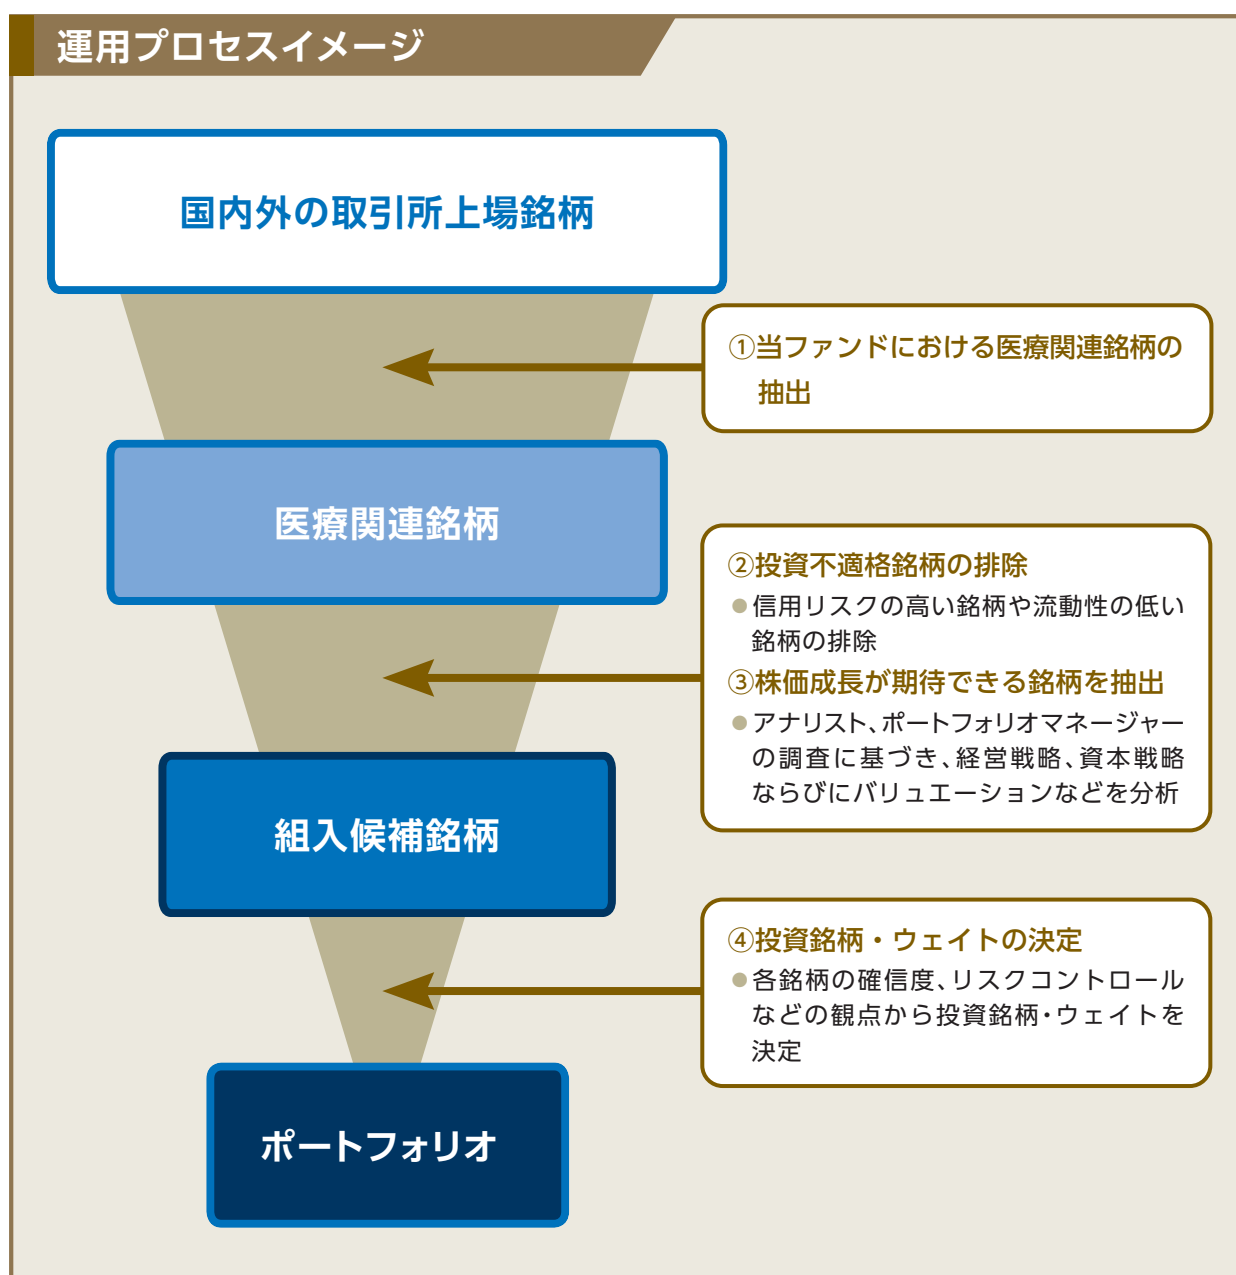 運用プロセスイメージ
国内外の取引所上場銘柄
①当ファンドにおける医療関連銘柄の
抽出
医療関連銘柄
②投資不適格銘柄の排除
●信用リスクの高い銘柄や流動性の低い
銘柄の排除
③株価成長が期待できる銘柄を抽出
●アナリスト、ポートフォリオマネージャー
の調査に基づき、経営戦略、資本戦略
ならびにバリュエーションなどを分析
組入候補銘柄
④投資銘柄・ウェイトの決定
●各銘柄の確信度、リスクコントロール
などの観点から投資銘柄・ウェイトを
決定
ポートフォリオ